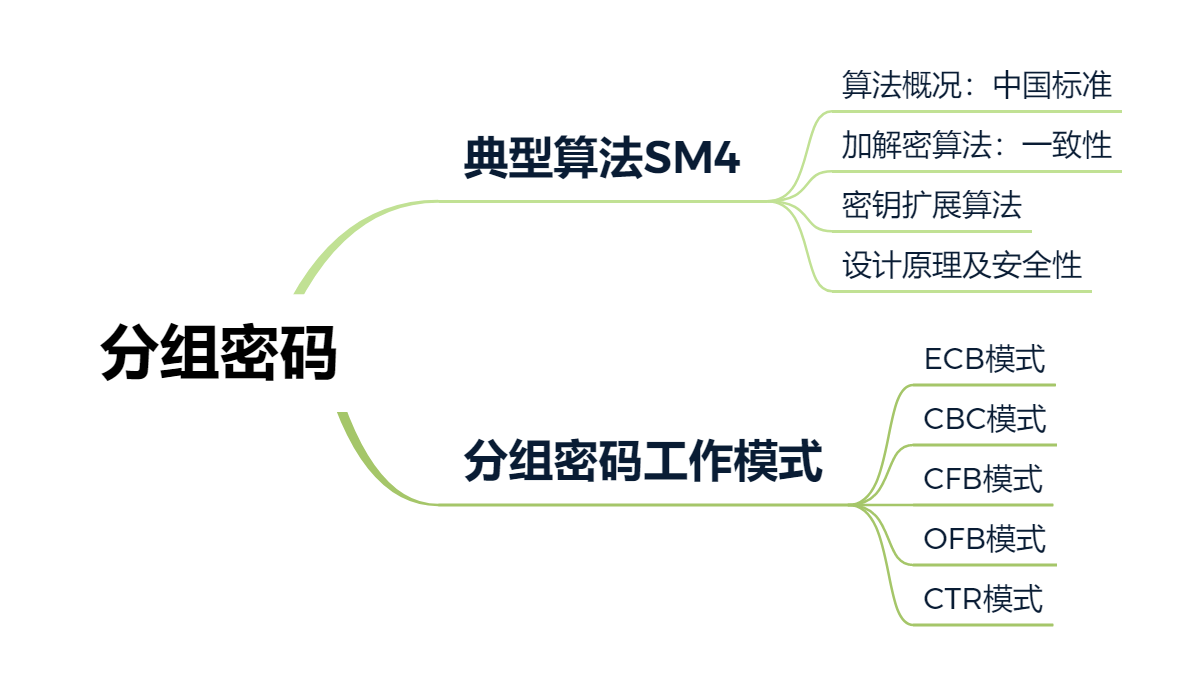 分组密码
典型算法SM4
算法概况：中国标准
加解密算法：一致性
密钥扩展算法
设计原理及安全性
分组密码工作模式
ECB模式
CBC模式
CFB模式
OFB模式
CTR模式